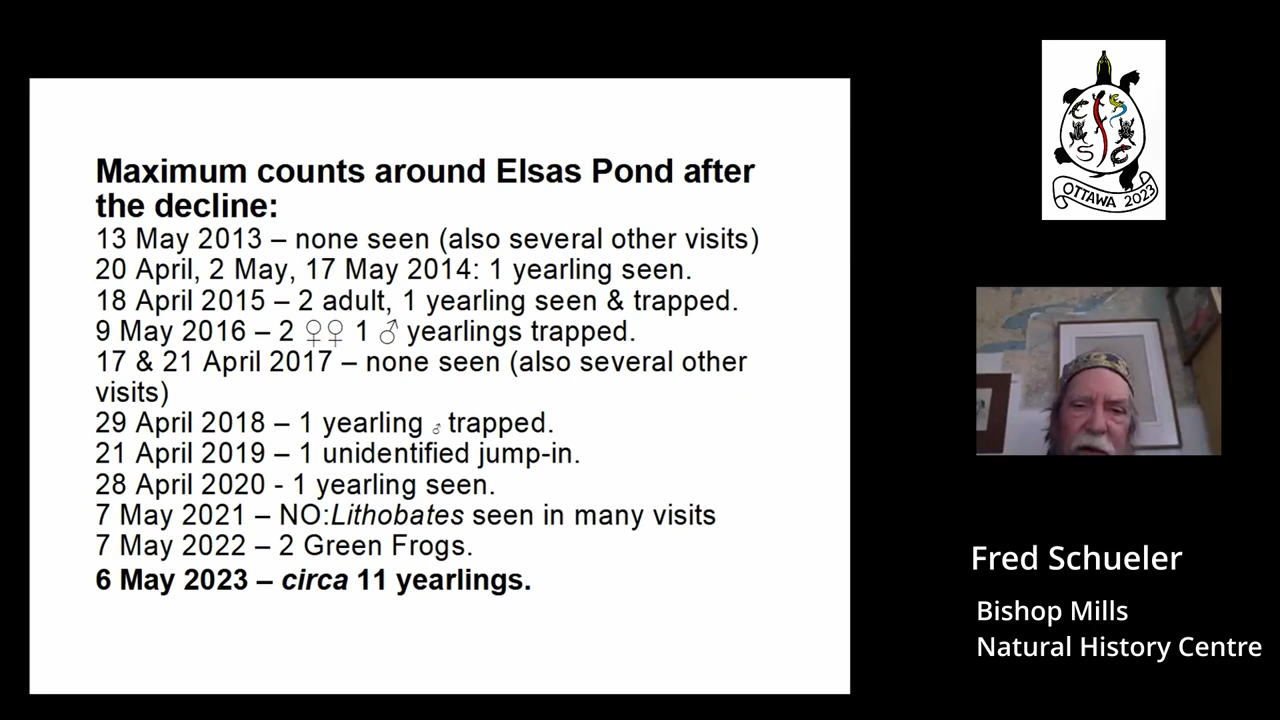 Maximum counts around Elsas Pond after
the decline:
13 May 2013 – none seen (also several other visits)
20 April, 2 May, 17 May 2014: 1 yearling seen.
18 April 2015 – 2 adult, 1 yearling seen & trapped.
9 May 2016 – 2 ♀♀ 1 ♂ yearlings trapped.
17 & 21 April 2017 – none seen (also several other
visits)
29 April 2018 – 1 yearling ♂ trapped.
21 April 2019 – 1 unidentified jump-in.
28 April 2020 - 1 yearling seen.
7 May 2021 – NO:Lithobates seen in many visits
7 May 2022 – 2 Green Frogs.
6 May 2023 – circa 11 yearlings.
OTTAWA 2023
Fred Schueler
Bishop Mills
Natural History Centre